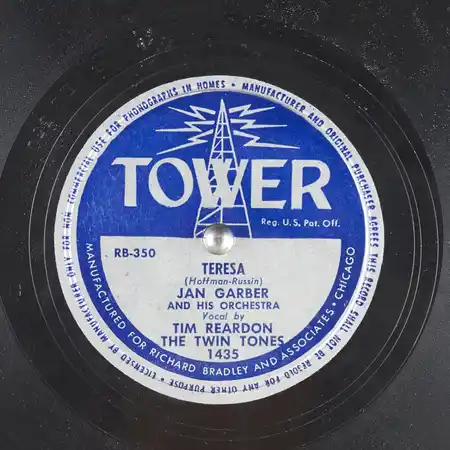 TOWER
Reg. U.S. Pat. Off.
RB-350
TERESA
(Hoffman-Russin)
JAN GARBER
AND HIS ORCHESTRA
Vocal by
TIM REARDON
THE TWIN TONES
1435
MANUFACTURED FOR RICHARD BRADLEY AND ASSOCIATES · CHICAGO
LICENSED BY MANUFACTURER ONLY FOR NON COMMERCIAL USE FOR PHONOGRAPHS IN HOMES • MANUFACTURER AND ORIGINAL PURCHASER AGREES THIS RECORD SHALL NOT BE RESOLD FOR ANY OTHER PURPOSE •